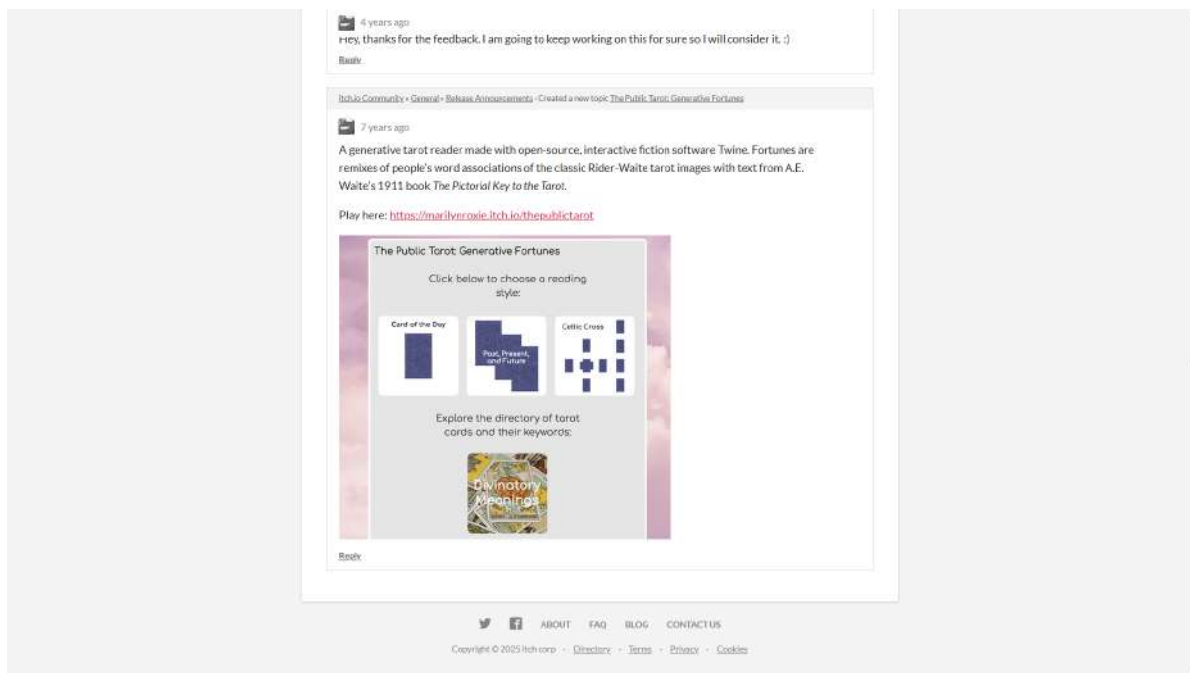 4 years ago
Hey, thanks for the feedback. I am going to keep working on this for sure so I will consider it. :)
Reply
itch.io Community » General » Release Announcements · Created a new topic The Public Tarot: Generative Fortunes
7 years ago
A generative tarot reader made with open-source, interactive fiction software Twine. Fortunes are
remixes of people's word associations of the classic Rider-Waite tarot images with text from A.E.
Waite's 1911 book The Pictorial Key to the Tarot.
Play here: https://marilynroxie.itch.io/thepublictarot
The Public Tarot: Generative Fortunes
Click below to choose a reading
style:
Card of the Day
Past, Present,
and Future
Celtic Cross
Explore the directory of tarot
cards and their keywords:
Divinatory
Meanings
Reply
ABOUT FAQ BLOG CONTACT US
Copyright © 2025 itch corp · Directory · Terms · Privacy · Cookies